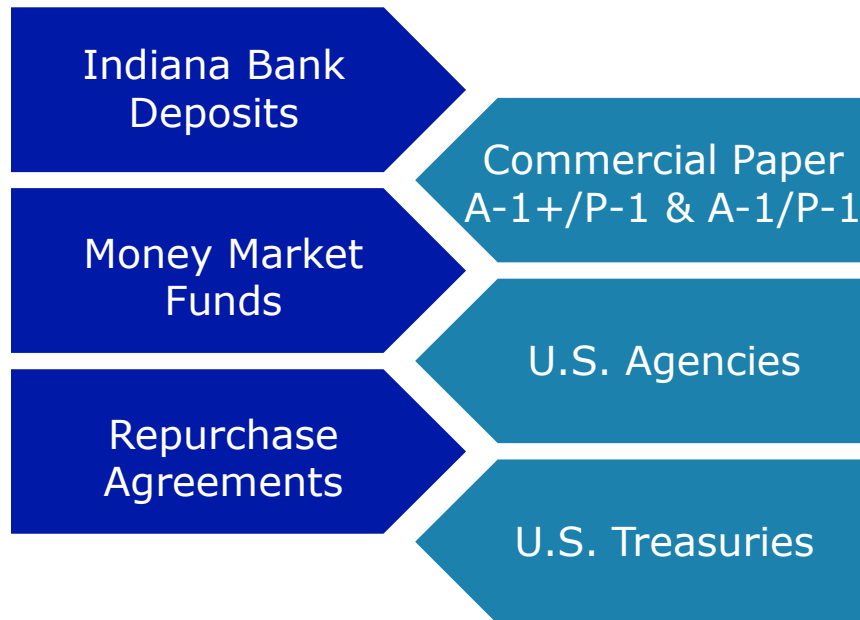 Indiana Bank
Deposits
Commercial Paper
A-1+/P-1 & A-1/P-1
Money Market
Funds
U.S. Agencies
Repurchase
Agreements
U.S. Treasuries